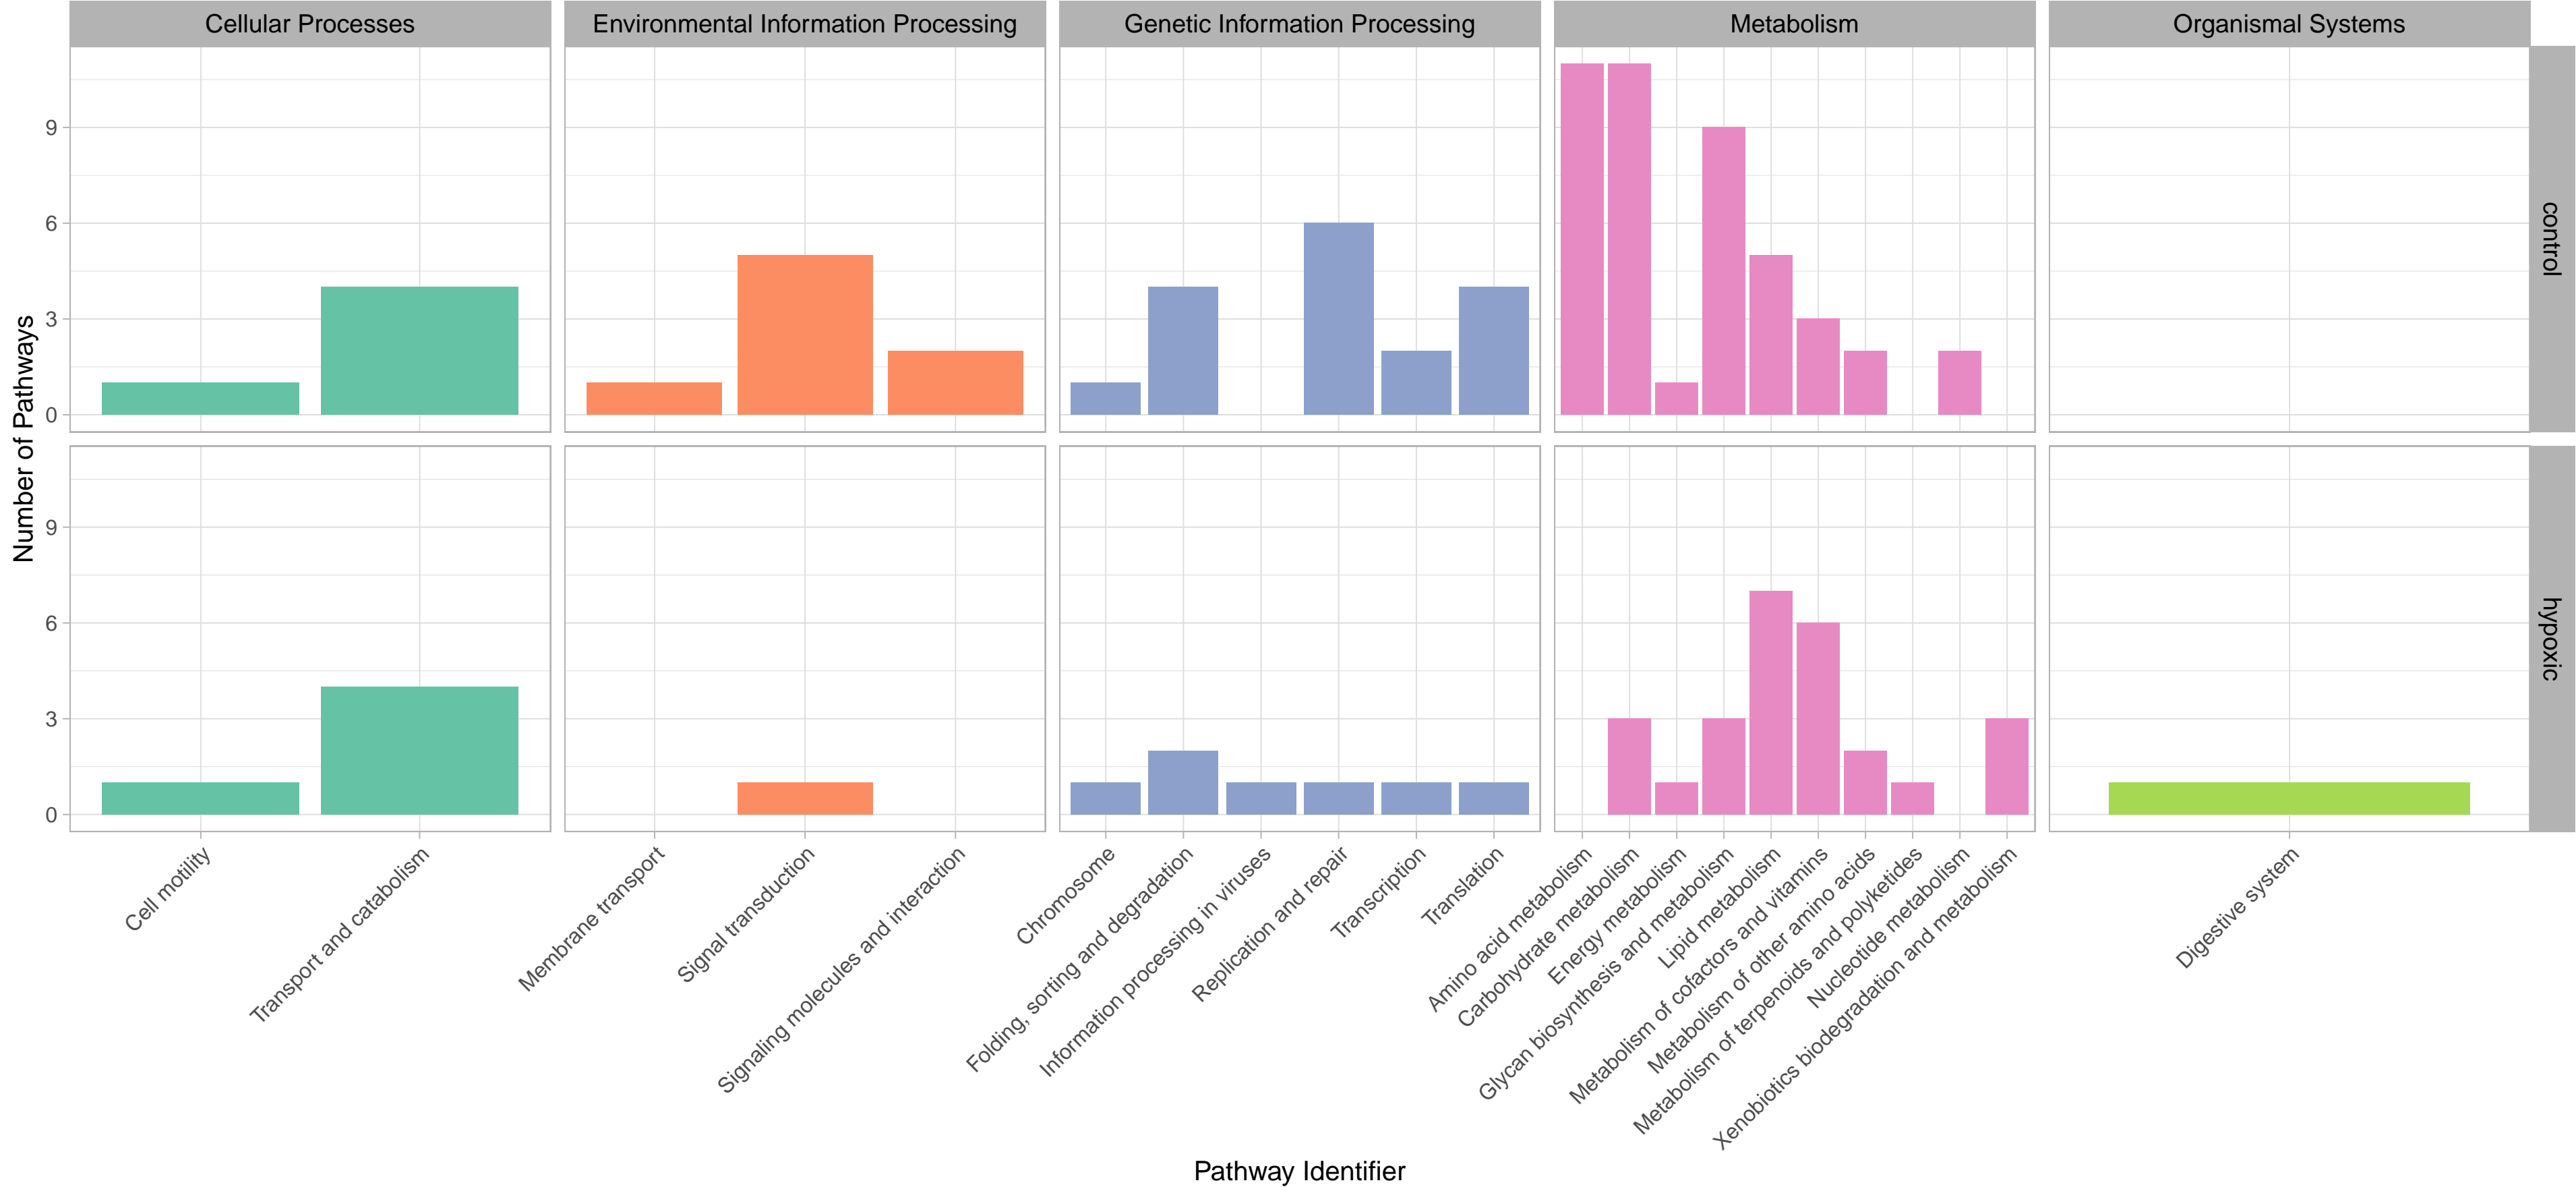 Cellular Processes
Environmental Information Processing
Genetic Information Processing
Metabolism
Organismal Systems
control
hypoxic
Number of Pathways
9
6
3
0
9
6
3
0
Cell motility
Transport and catabolism
Membrane transport
Signal transduction
Signaling molecules and interaction
Chromosome
Folding, sorting and degradation
Information processing in viruses
Replication and repair
Transcription
Translation
Amino acid metabolism
Carbohydrate metabolism
Energy metabolism
Glycan biosynthesis and metabolism
Lipid metabolism
Metabolism of cofactors and vitamins
Metabolism of other amino acids
Metabolism of terpenoids and polyketides
Nucleotide metabolism
Xenobiotics biodegradation and metabolism
Digestive system
Pathway Identifier